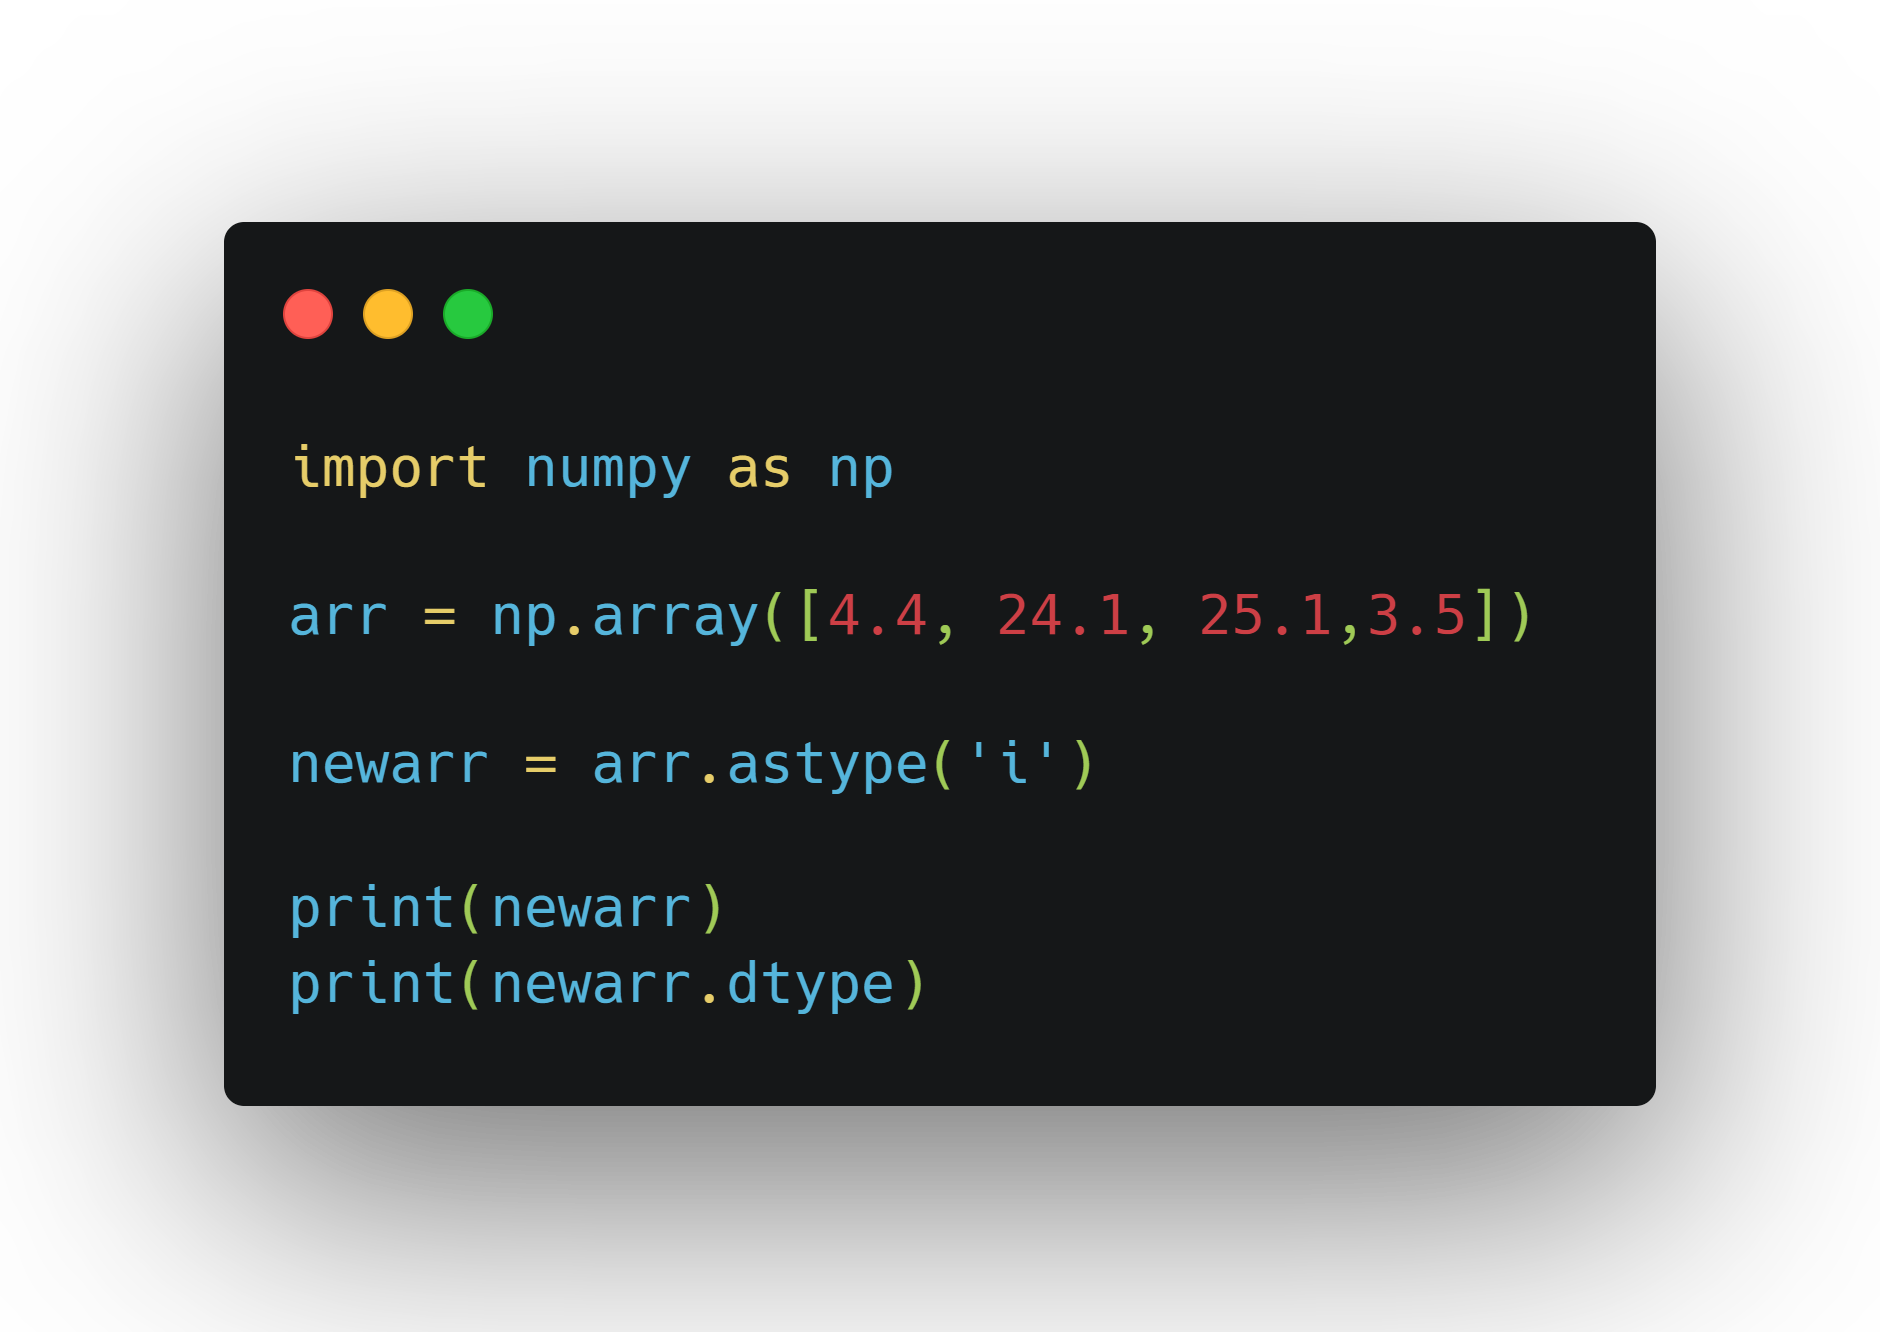 import numpy as np
arr = np.array([4.4, 24.1, 25.1,3.5])
newarr = arr.astype('i')
print(newarr)
print(newarr.dtype)